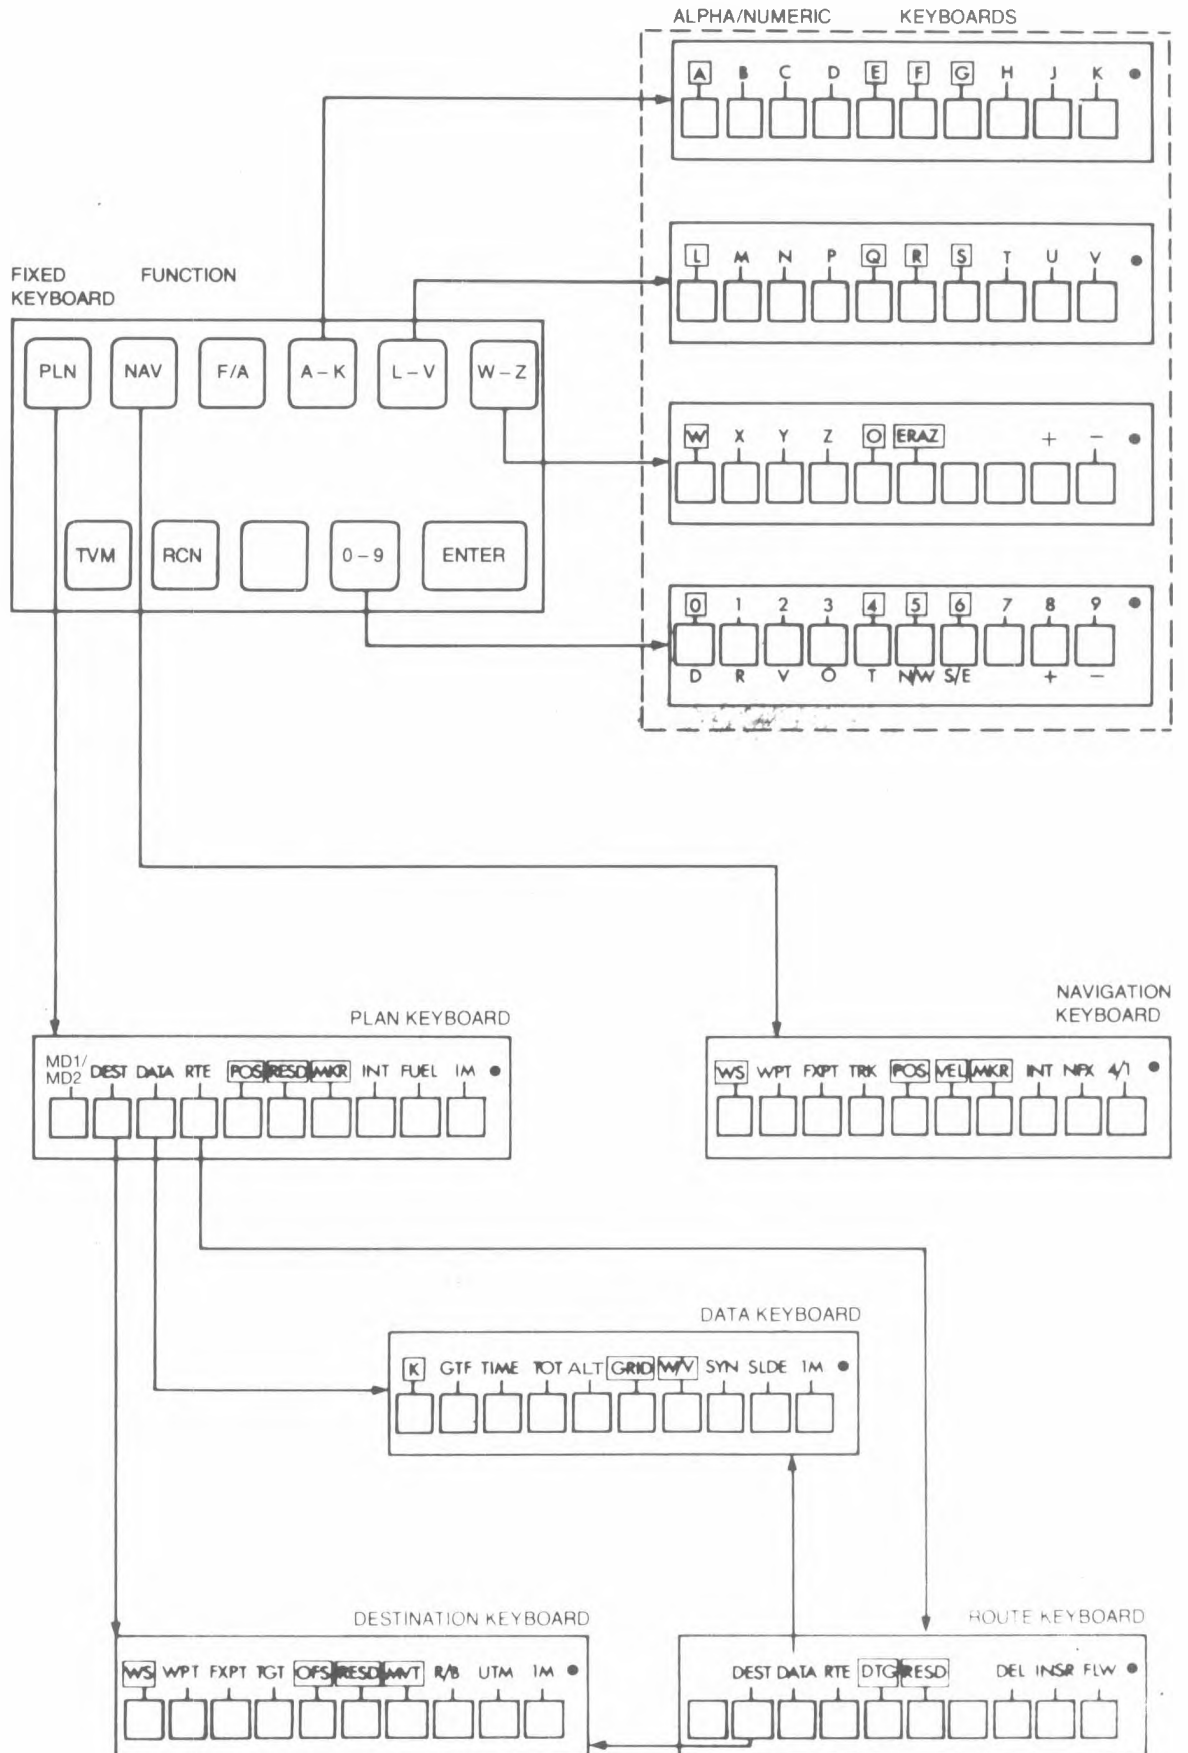 ALPHA/NUMERIC KEYBOARDS
A B C D E F G H J K
L M N P Q R S T U V
FIXED FUNCTION
KEYBOARD
PLN NAV F/A A – K L – V W – Z
W X Y Z O ERAZ + –
TVM RCN 0 – 9 ENTER
0 1 2 3 4 5 6 7 8 9
D R V O T N/W S/E + –
NAVIGATION
KEYBOARD
PLAN KEYBOARD
MD1/
MD2 DEST DATA RTE POS RESD MKR INT FUEL 1M
WS WPT FXPT TRK POS VEL MKR INT NFX 4/1
DATA KEYBOARD
K GTF TIME TOT ALT GRID W/V SYN SLDE 1M
DESTINATION KEYBOARD
ROUTE KEYBOARD
WS WPT FXPT TGT OFS RESD MVT R/B UTM 1M
DEST DATA RTE DTG RESD DEL INSR FLW